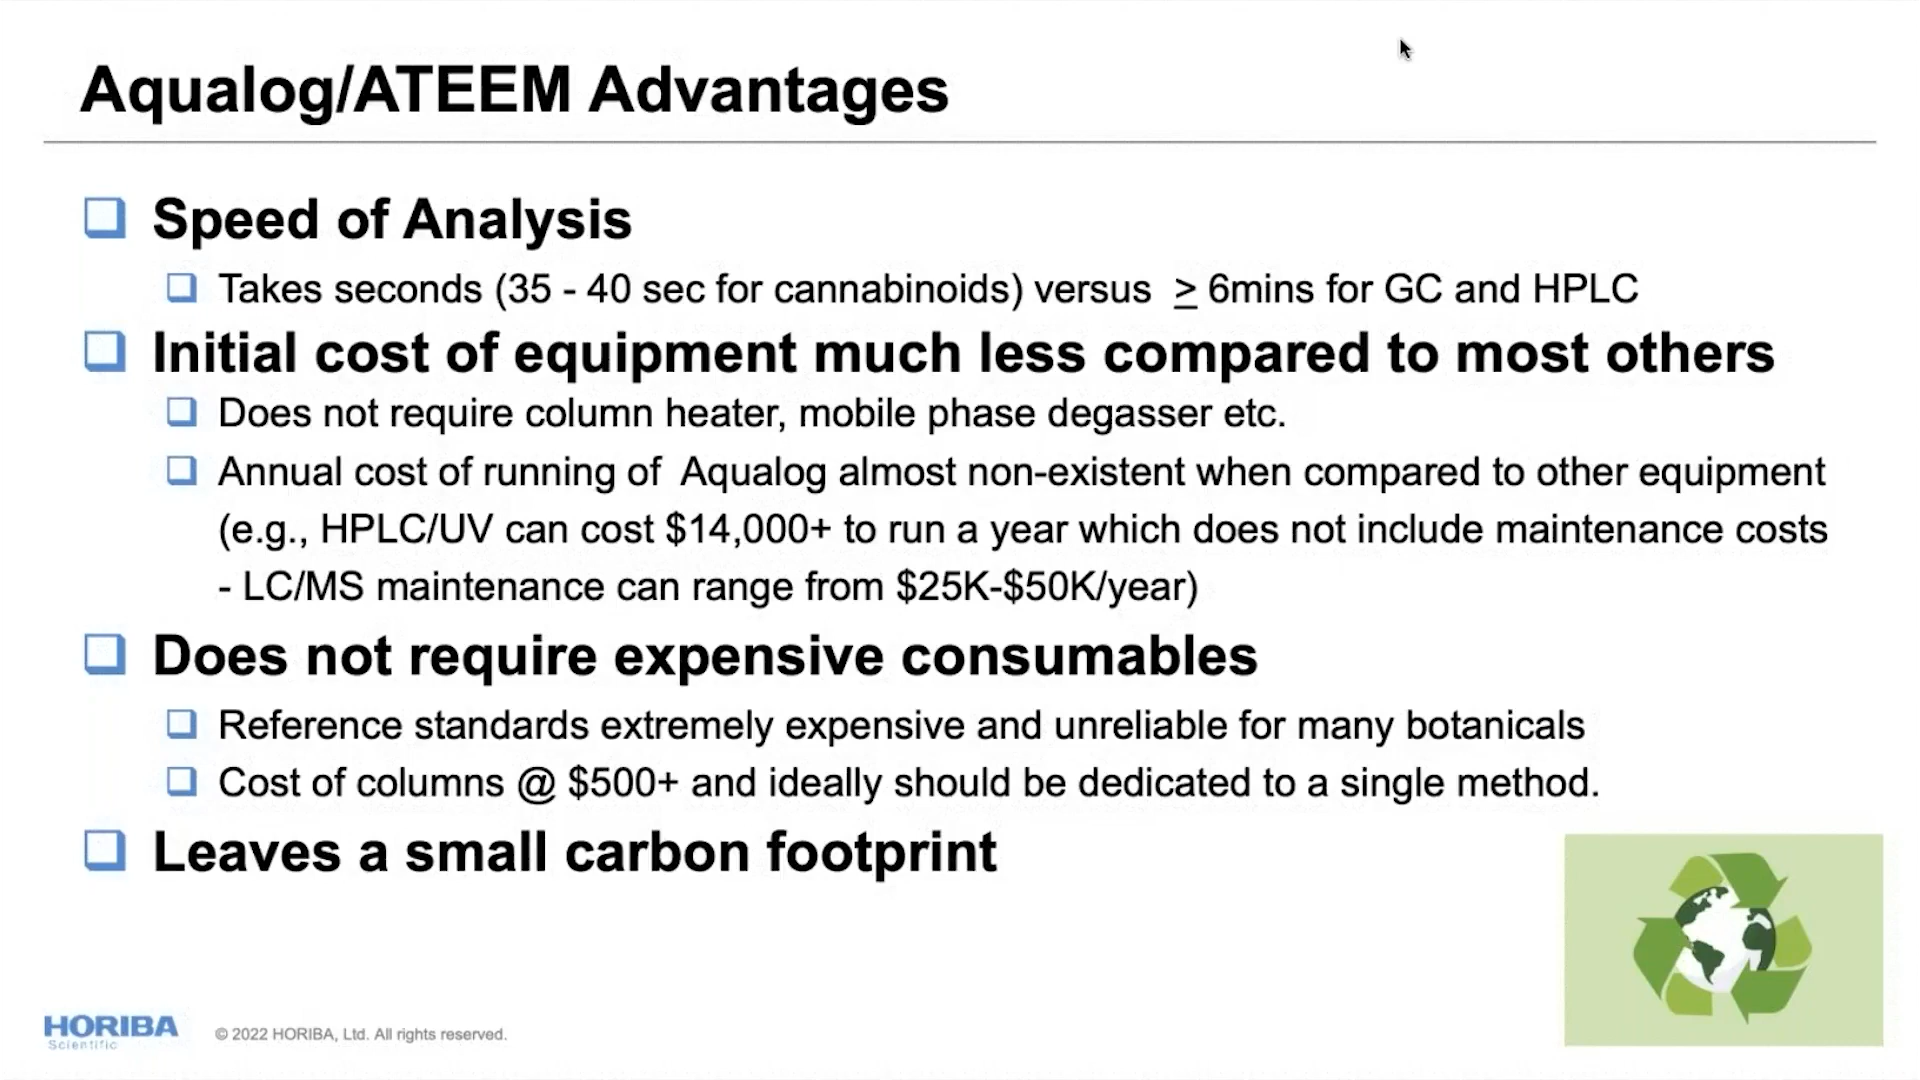 Aqualog/ATEEM Advantages
Speed of Analysis
Takes seconds (35 - 40 sec for cannabinoids) versus ≥ 6mins for GC and HPLC
Initial cost of equipment much less compared to most others
Does not require column heater, mobile phase degasser etc.
Annual cost of running of Aqualog almost non-existent when compared to other equipment
(e.g., HPLC/UV can cost $14,000+ to run a year which does not include maintenance costs
- LC/MS maintenance can range from $25K-$50K/year)
Does not require expensive consumables
Reference standards extremely expensive and unreliable for many botanicals
Cost of columns @ $500+ and ideally should be dedicated to a single method.
Leaves a small carbon footprint
HORIBA
Scientific
© 2022 HORIBA, Ltd. All rights reserved.